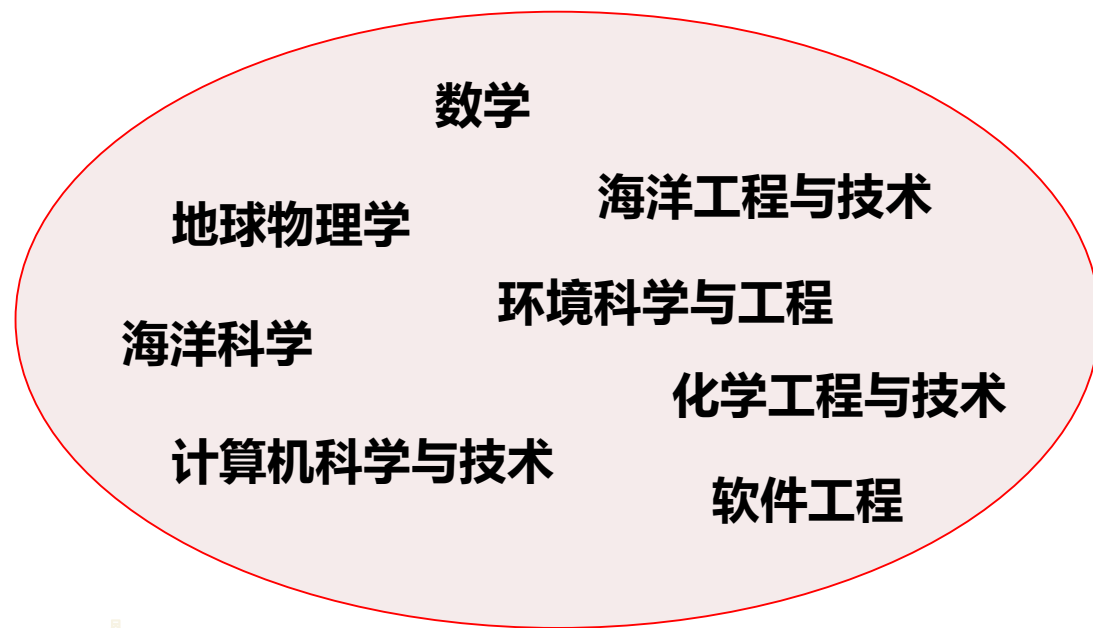 数学
海洋工程与技术
地球物理学
环境科学与工程
海洋科学
化学工程与技术
计算机科学与技术
软件工程